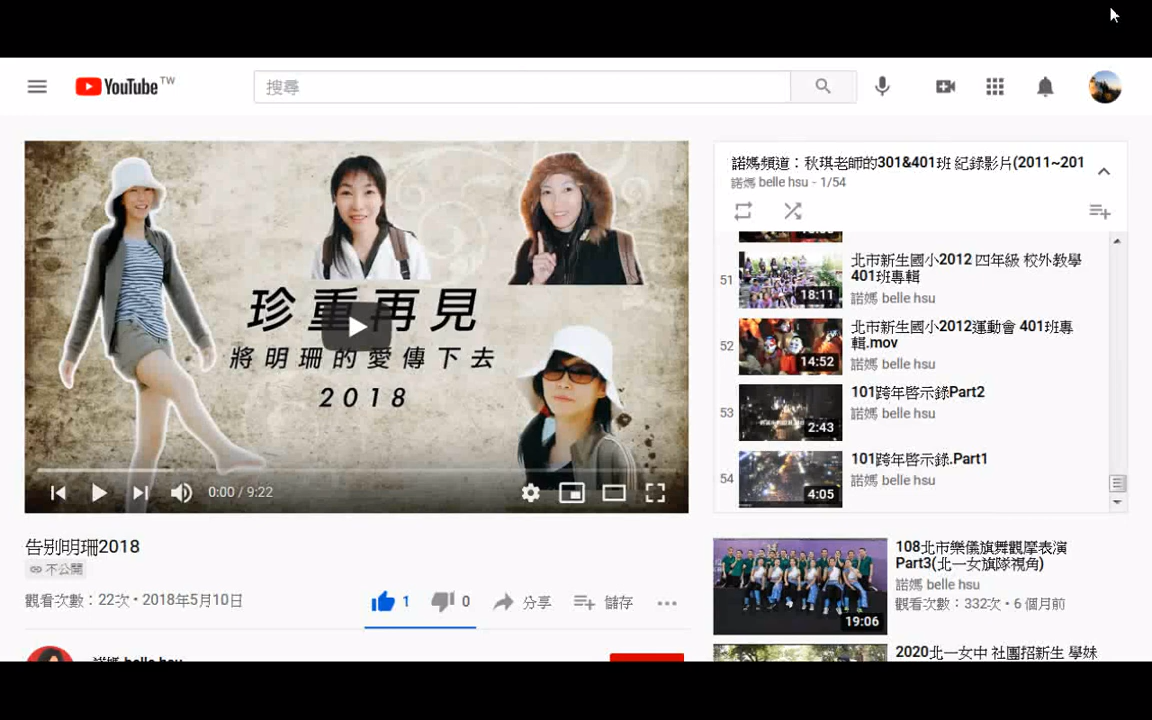 YouTube TW
搜尋
珍重再見
將明珊的愛傳下去
2018
0:00 / 9:22
告别明珊2018
不公開
觀看次數：22次 • 2018年5月10日
1
0
分享
儲存
諾媽 belle hsu
諾媽頻道：秋琪老師的301&401班 紀錄影片(2011~201
諾媽 belle hsu - 1/54
51
18:11
北市新生國小2012 四年級 校外教學
401班專輯
諾媽 belle hsu
52
14:52
北市新生國小2012運動會 401班專
輯.mov
諾媽 belle hsu
53
2:43
101跨年啓示錄Part2
諾媽 belle hsu
54
4:05
101跨年啓示錄.Part1
諾媽 belle hsu
19:06
108北市樂儀旗舞觀摩表演
Part3(北一女旗隊視角)
諾媽 belle hsu
觀看次數：332次 • 6 個月前
2020北一女中 社團招新生 學妹